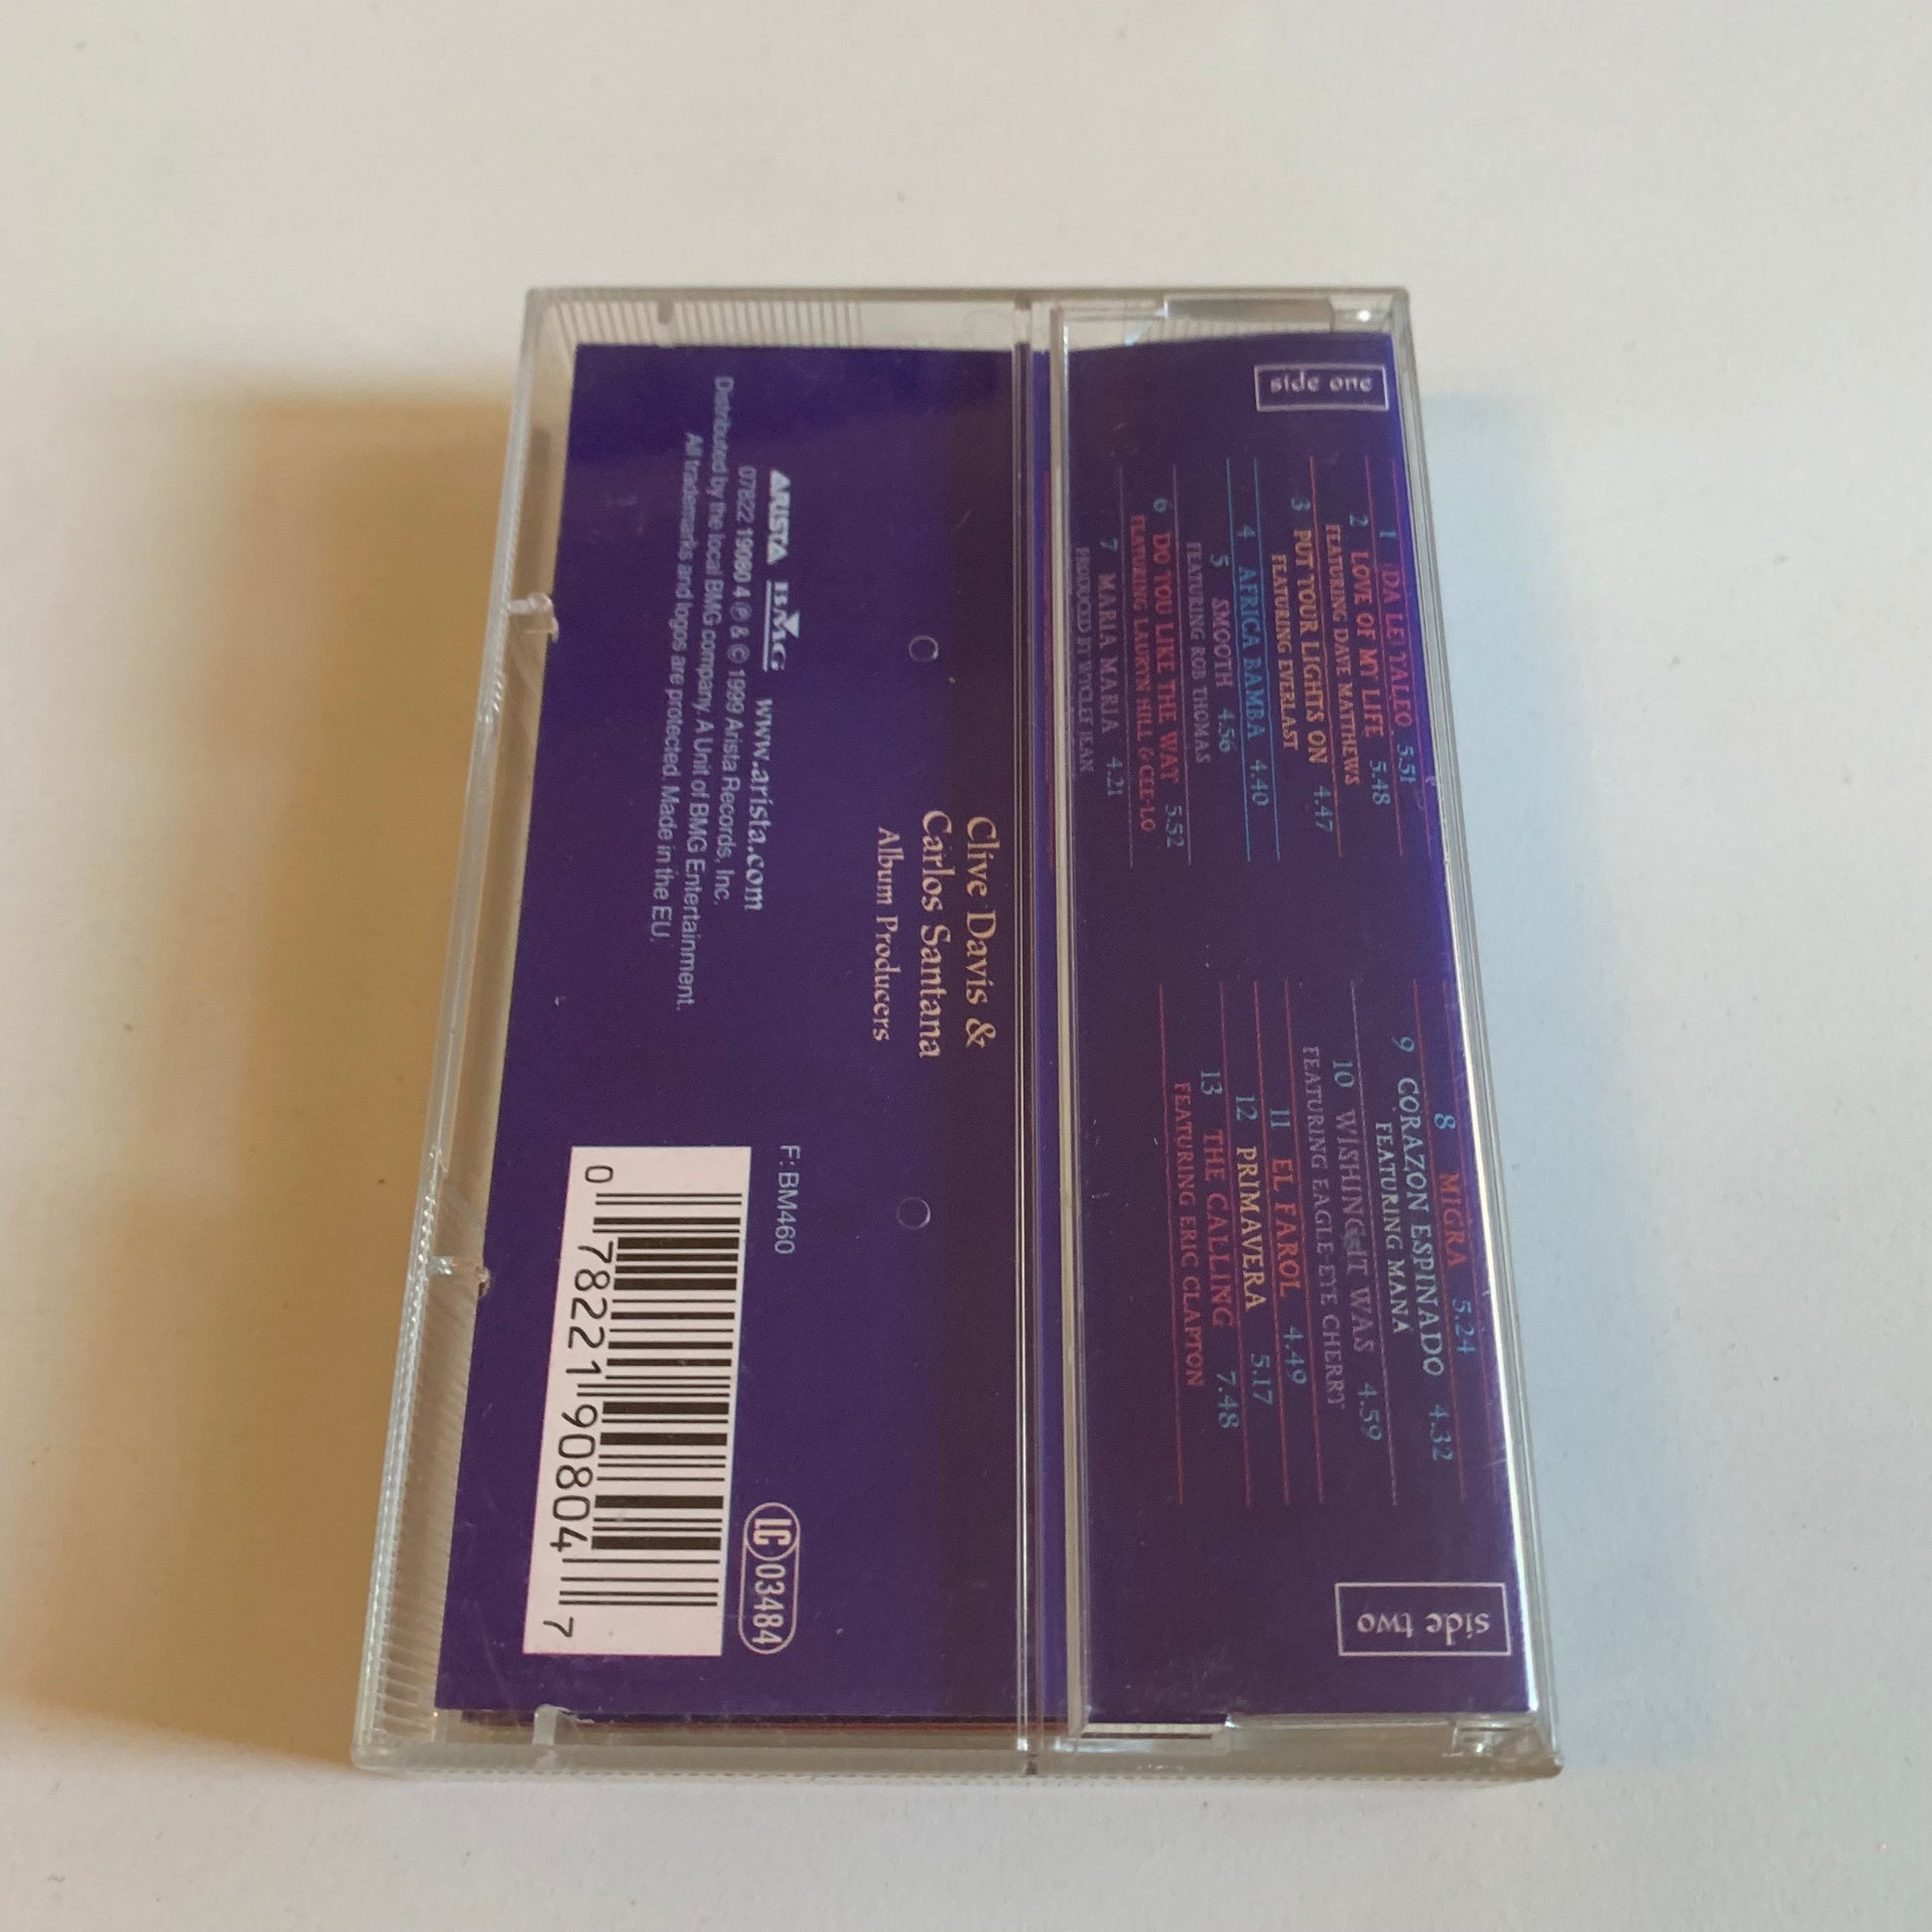 side one
1 (DA LE) YALEO 5.51
2 LOVE OF MY LIFE 5.48
FEATURING DAVE MATTHEWS
3 PUT YOUR LIGHTS ON 4.47
FEATURING EVERLAST
4 AFRICA BAMBA 4.40
5 SMOOTH 4.56
FEATURING ROB THOMAS
6 DO YOU LIKE THE WAY 5.52
FEATURING LAURYN HILL & CEE-LO
7 MARIA MARIA 4.21
PRODUCED BY WYCLEF JEAN
8 MIGRA 5.24
9 CORAZON ESPINADO 4.32
FEATURING MANA
10 WISHING IT WAS 4.59
FEATURING EAGLE-EYE CHERRY
11 EL FAROL 4.49
12 PRIMAVERA 5.17
13 THE CALLING 7.48
FEATURING ERIC CLAPTON
side two
Clive Davis &
Carlos Santana
Album Producers
ARISTA BMG www.arista.com
07822 19080 4 ℗ & © 1999 Arista Records, Inc.
Distributed by the local BMG company. A Unit of BMG Entertainment.
All trademarks and logos are protected. Made in the EU.
F: BM460
LC 03484
0 78221 90804 7